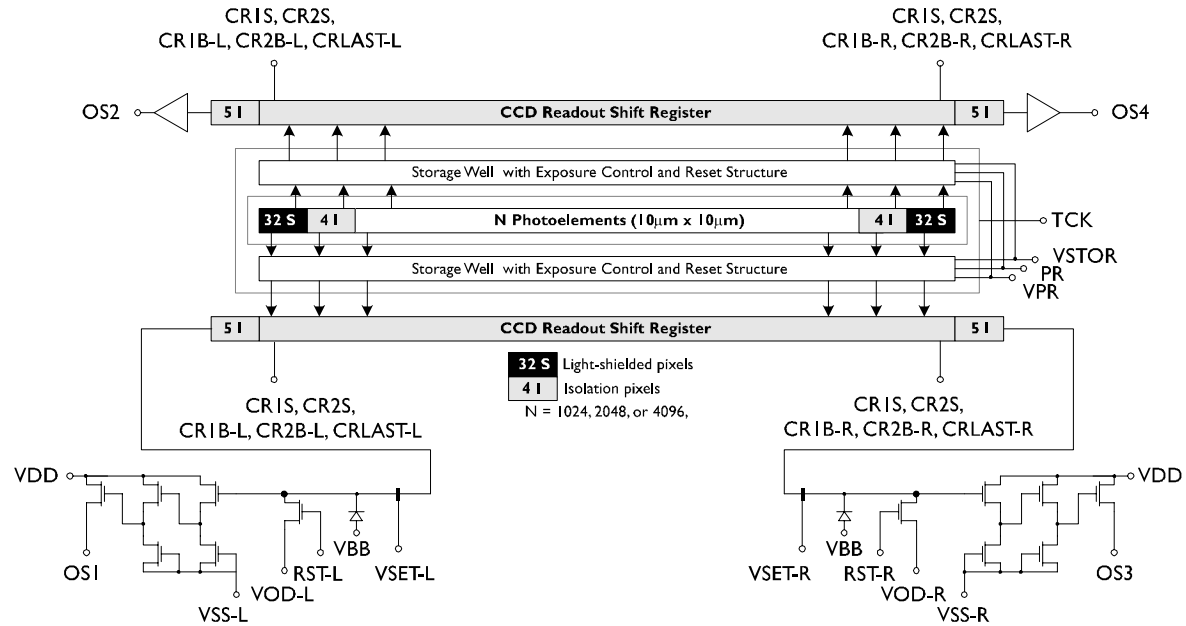 CR1S, CR2S,
CR1B-L, CR2B-L, CRLAST-L
CR1S, CR2S,
CR1B-R, CR2B-R, CRLAST-R
OS2
5 I
CCD Readout Shift Register
5 I
OS4
Storage Well with Exposure Control and Reset Structure
32 S
4 I
N Photoelements (10μm x 10μm)
4 I
32 S
TCK
Storage Well with Exposure Control and Reset Structure
VSTOR
PR
VPR
5 I
CCD Readout Shift Register
5 I
32 S Light-shielded pixels
4 I Isolation pixels
N = 1024, 2048, or 4096,
CR1S, CR2S,
CR1B-L, CR2B-L, CRLAST-L
CR1S, CR2S,
CR1B-R, CR2B-R, CRLAST-R
VDD
VDD
OS1
VBB
RST-L
VSET-L
VOD-L
VSS-L
VBB
VSET-R
RST-R
VOD-R
VSS-R
OS3